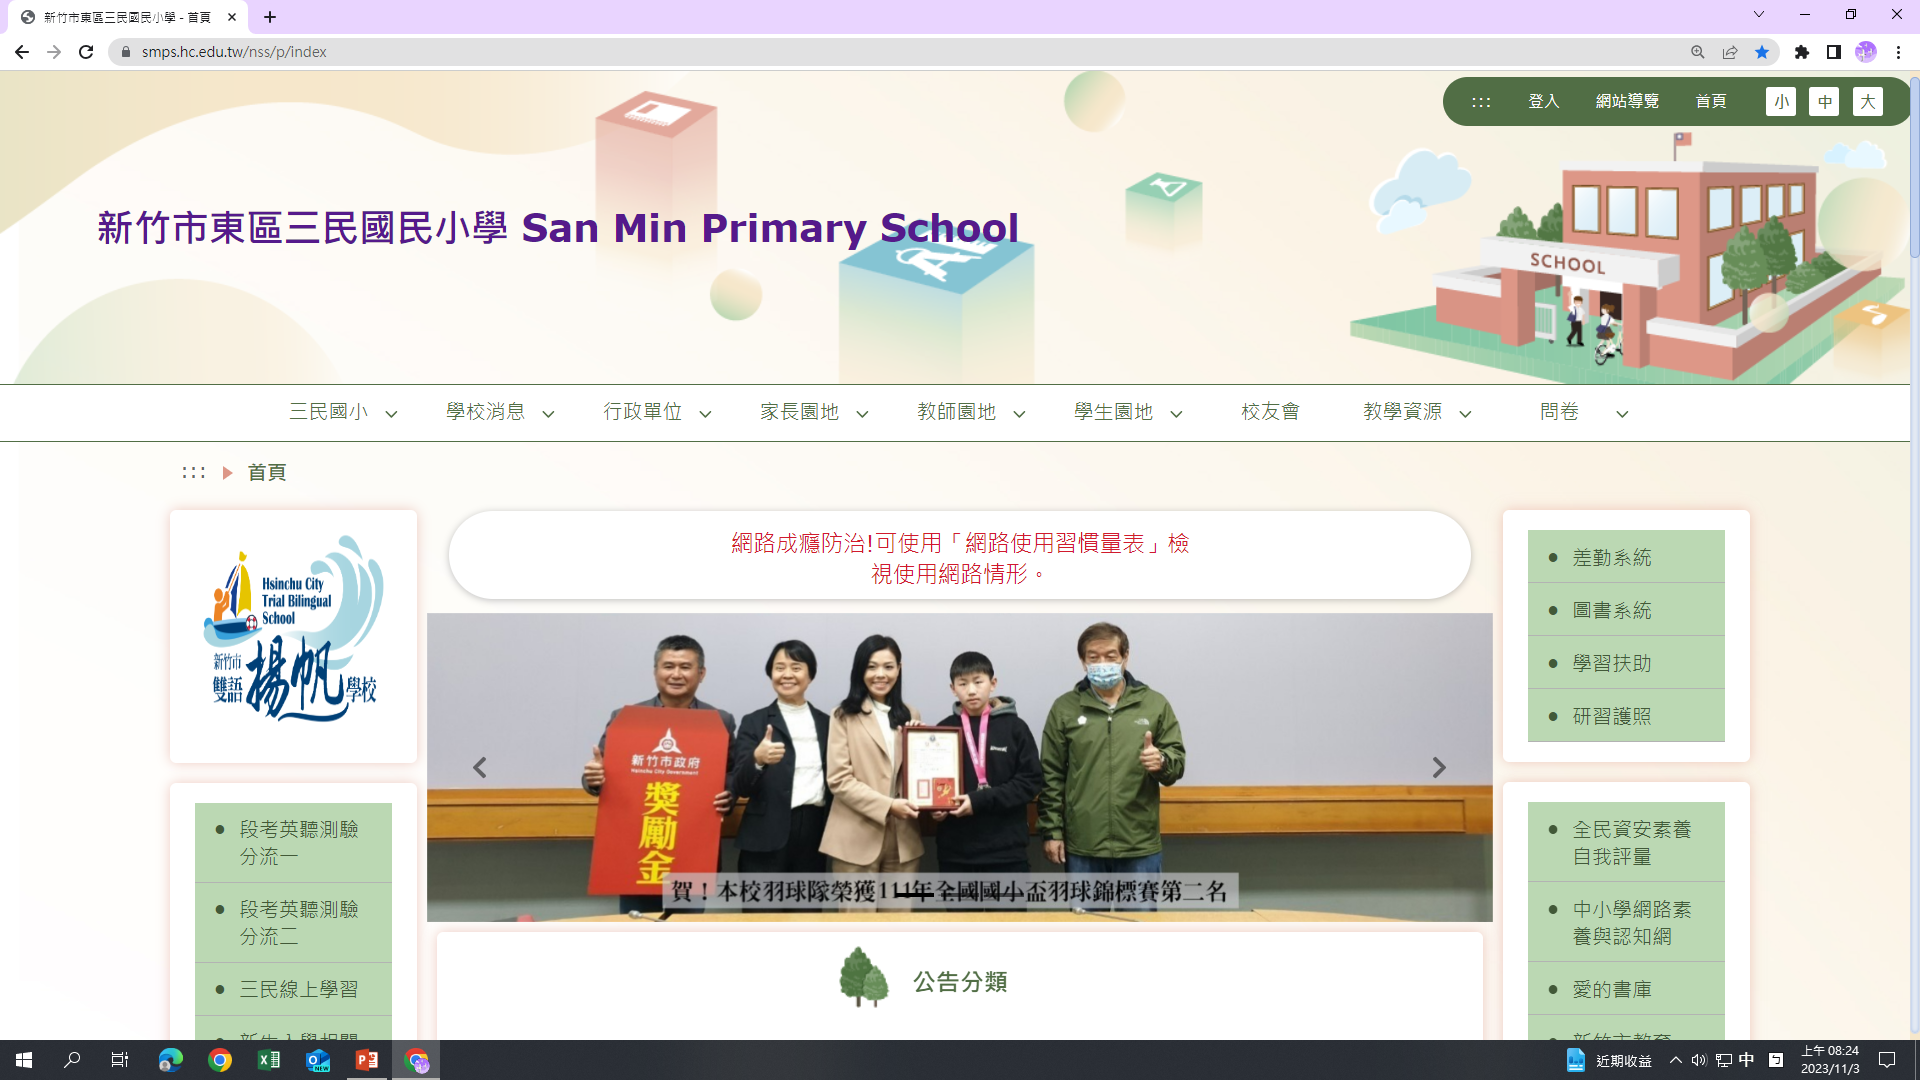 新竹市東區三民國民小學 - 首頁
smps.hc.edu.tw/nss/p/index
::: 登入 網站導覽 首頁 小 中 大
新竹市東區三民國民小學 San Min Primary School
SCHOOL
三民國小 學校消息 行政單位 家長園地 教師園地 學生園地 校友會 教學資源 問卷
::: 首頁
Hsinchu City
Trial Bilingual
School
新竹市
雙語
揚帆
學校
段考英聽測驗
分流一
段考英聽測驗
分流二
三民線上學習
網路成癮防治!可使用「網路使用習慣量表」檢
視使用網路情形。
新竹市政府
Hsinchu City Government
獎勵金
賀！本校羽球隊榮獲111年全國國小盃羽球錦標賽第二名
公告分類
差勤系統
圖書系統
學習扶助
研習護照
全民資安素養
自我評量
中小學網路素
養與認知網
愛的書庫
新竹市教育
近期收益
中
上午 08:24
2023/11/3